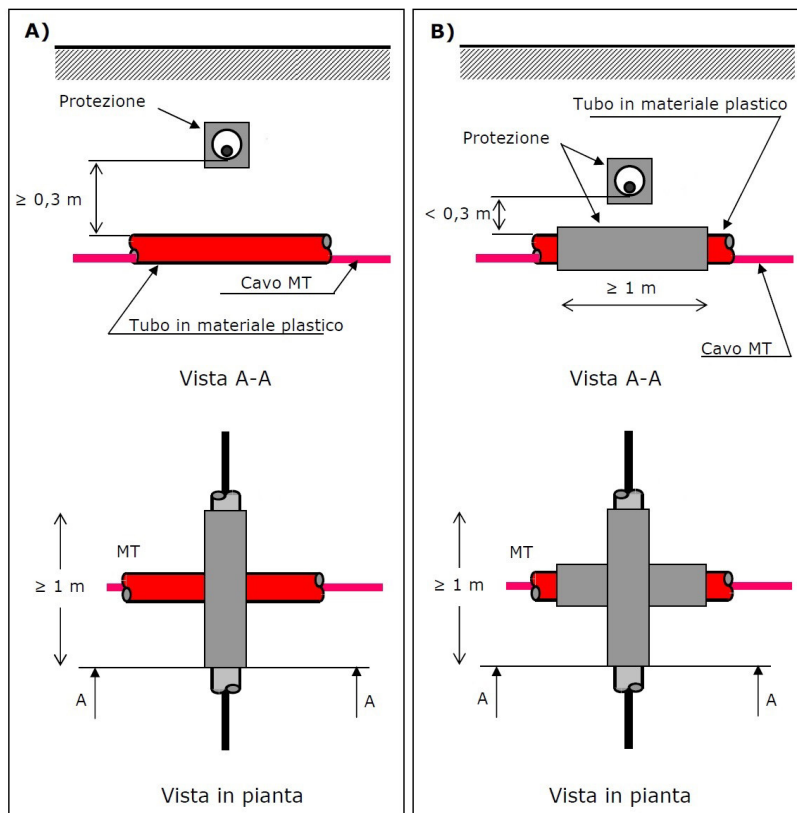 A)
Protezione
≥ 0,3 m
Cavo MT
Tubo in materiale plastico
Vista A-A
MT
≥ 1 m
A
A
Vista in pianta
B)
Tubo in materiale plastico
Protezione
< 0,3 m
≥ 1 m
Cavo MT
Vista A-A
MT
≥ 1 m
A
A
Vista in pianta